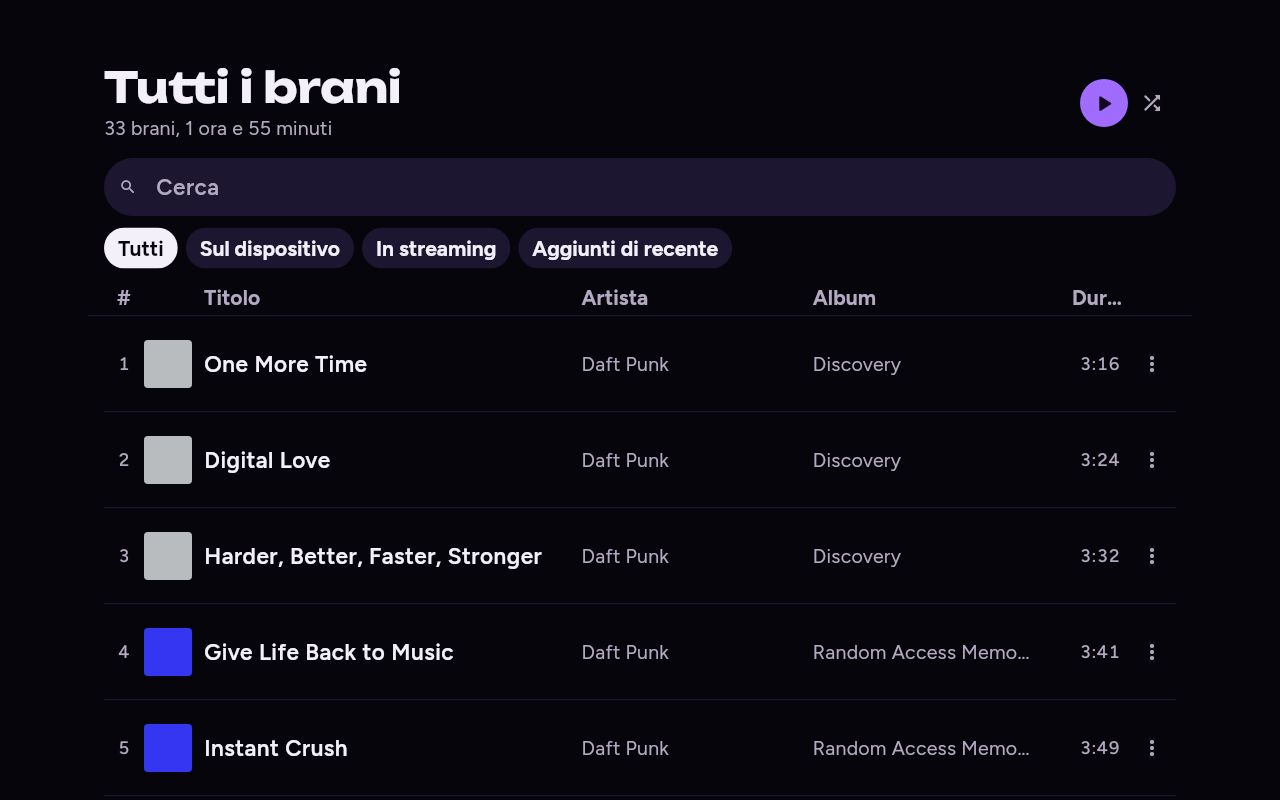 Tutti i brani
33 brani, 1 ora e 55 minuti
Cerca
Tutti Sul dispositivo In streaming Aggiunti di recente
# Titolo Artista Album Dur...
1 One More Time Daft Punk Discovery 3:16
2 Digital Love Daft Punk Discovery 3:24
3 Harder, Better, Faster, Stronger Daft Punk Discovery 3:32
4 Give Life Back to Music Daft Punk Random Access Memo... 3:41
5 Instant Crush Daft Punk Random Access Memo... 3:49